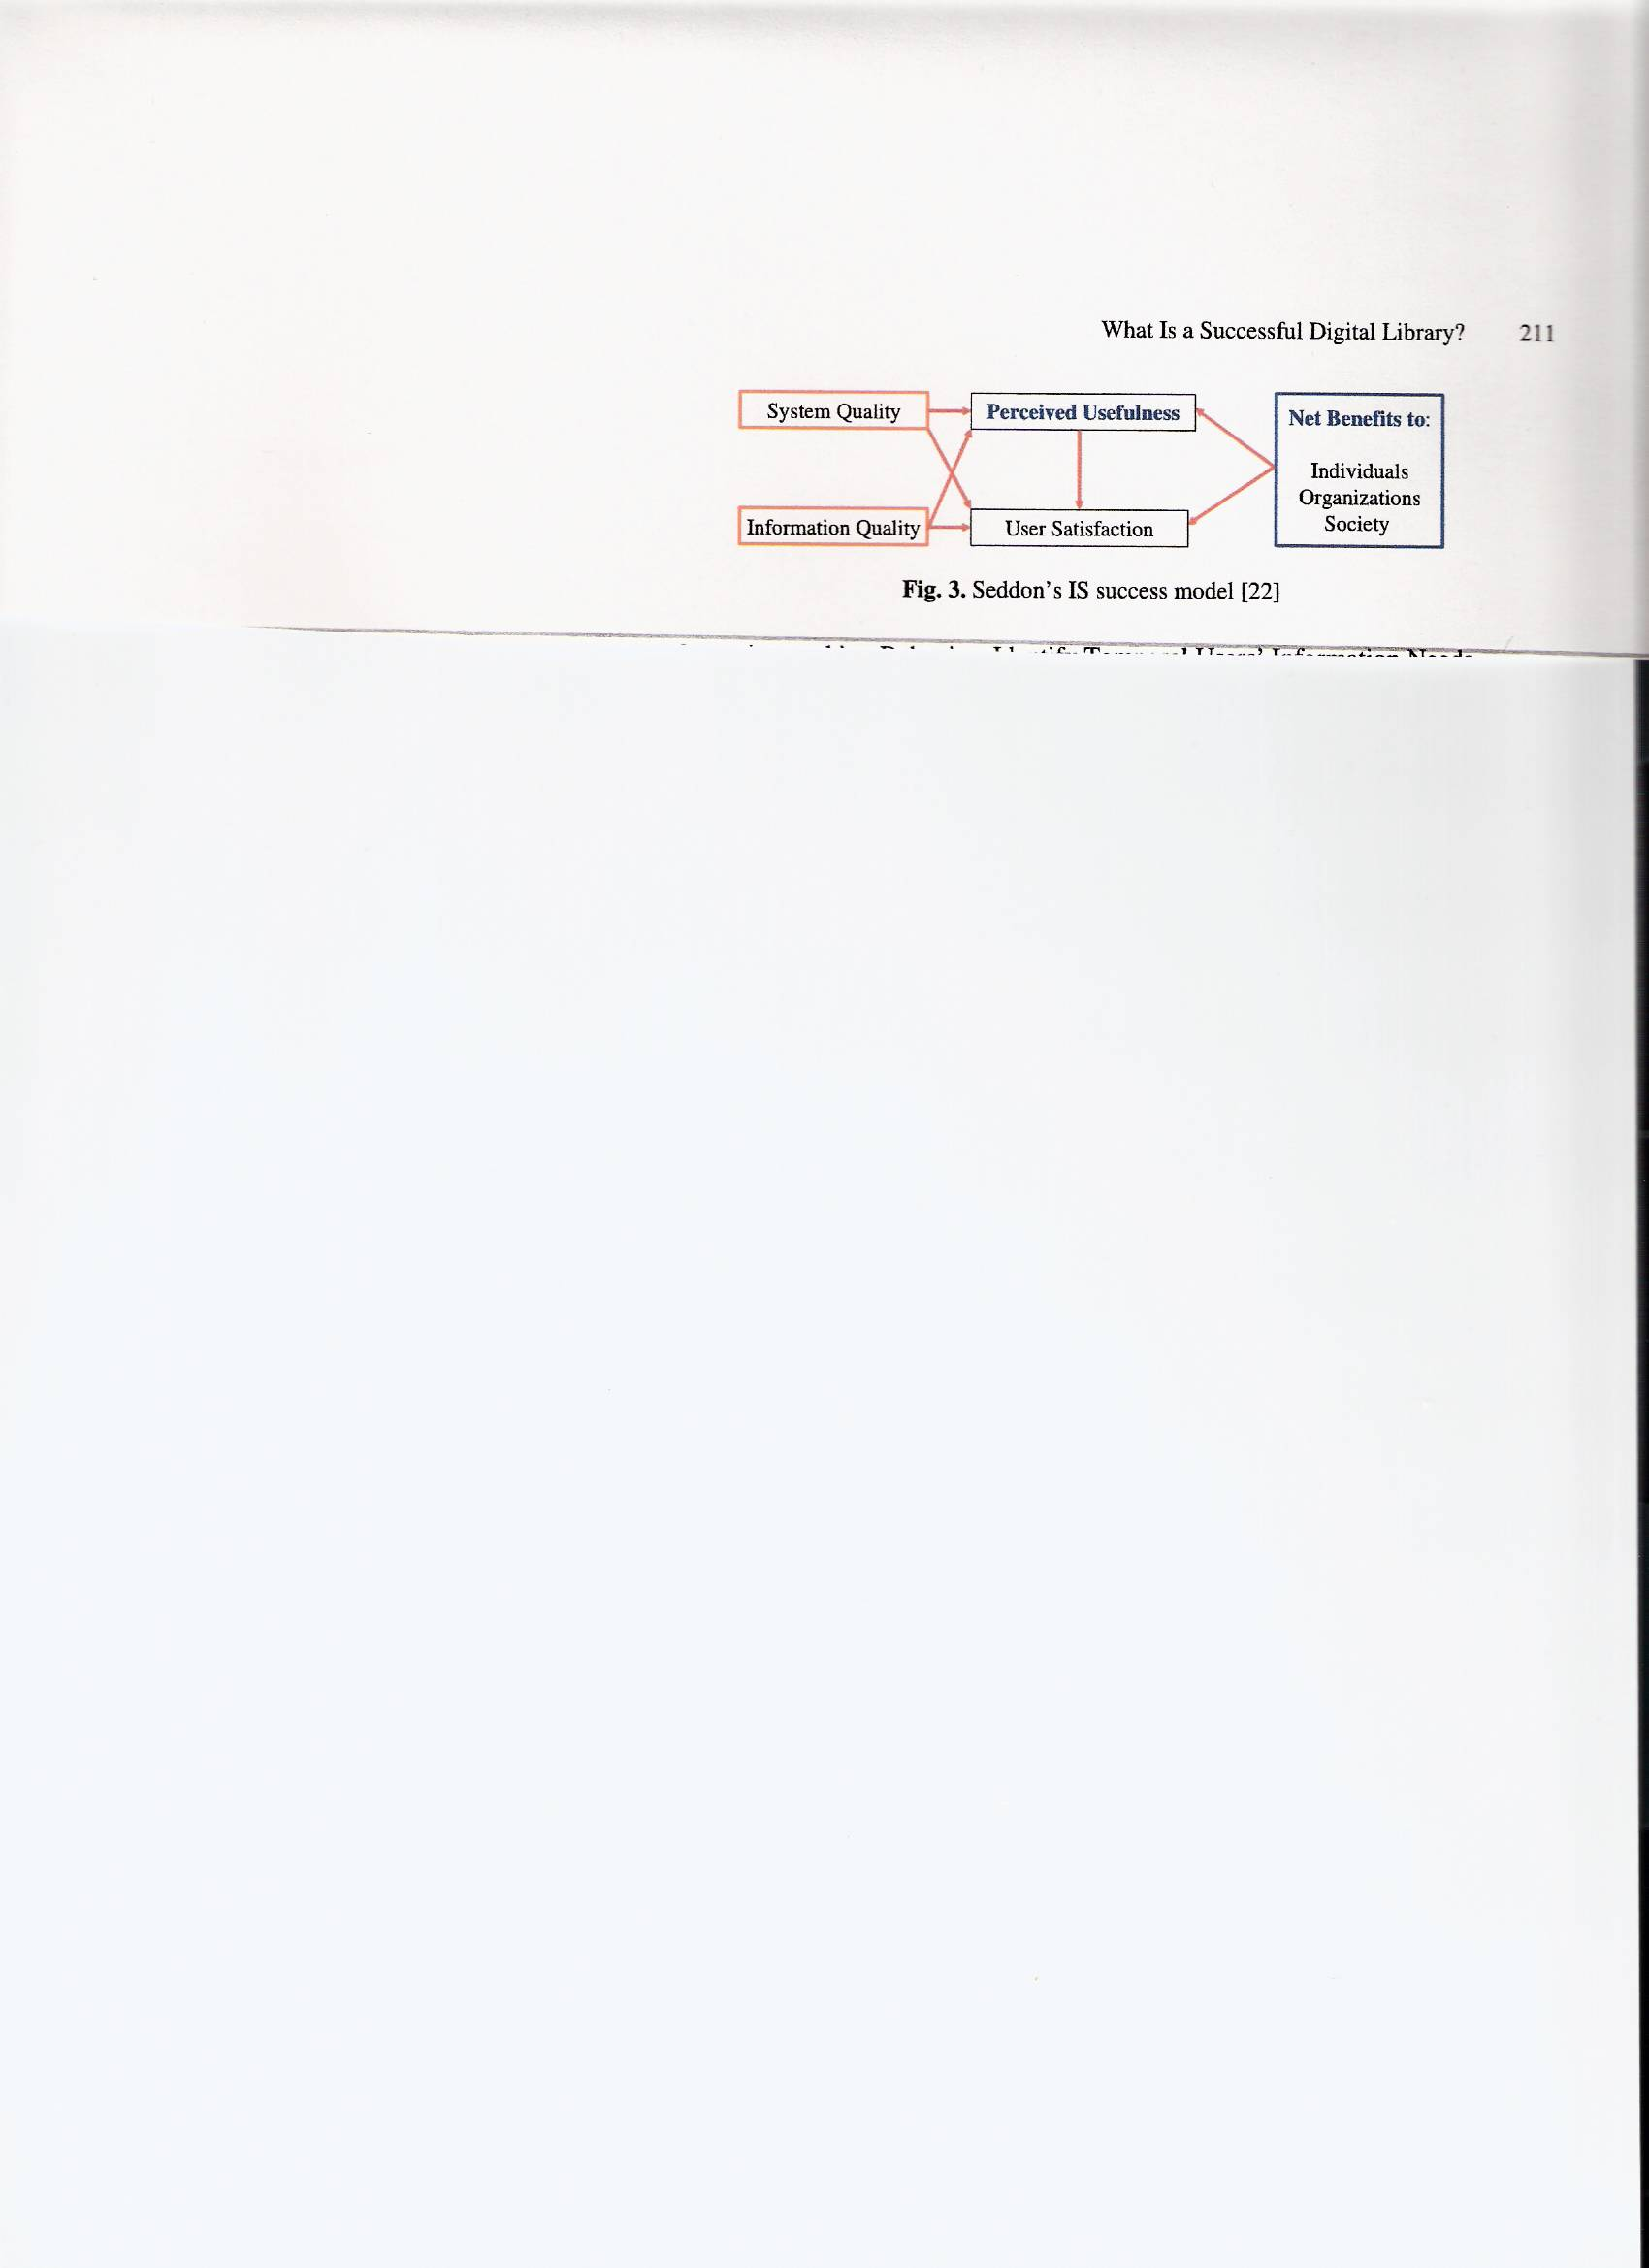 What Is a Successful Digital Library? 211
System Quality
Perceived Usefulness
Net Benefits to:
Individuals
Organizations
Society
Information Quality
User Satisfaction
Fig. 3. Seddon's IS success model [22]